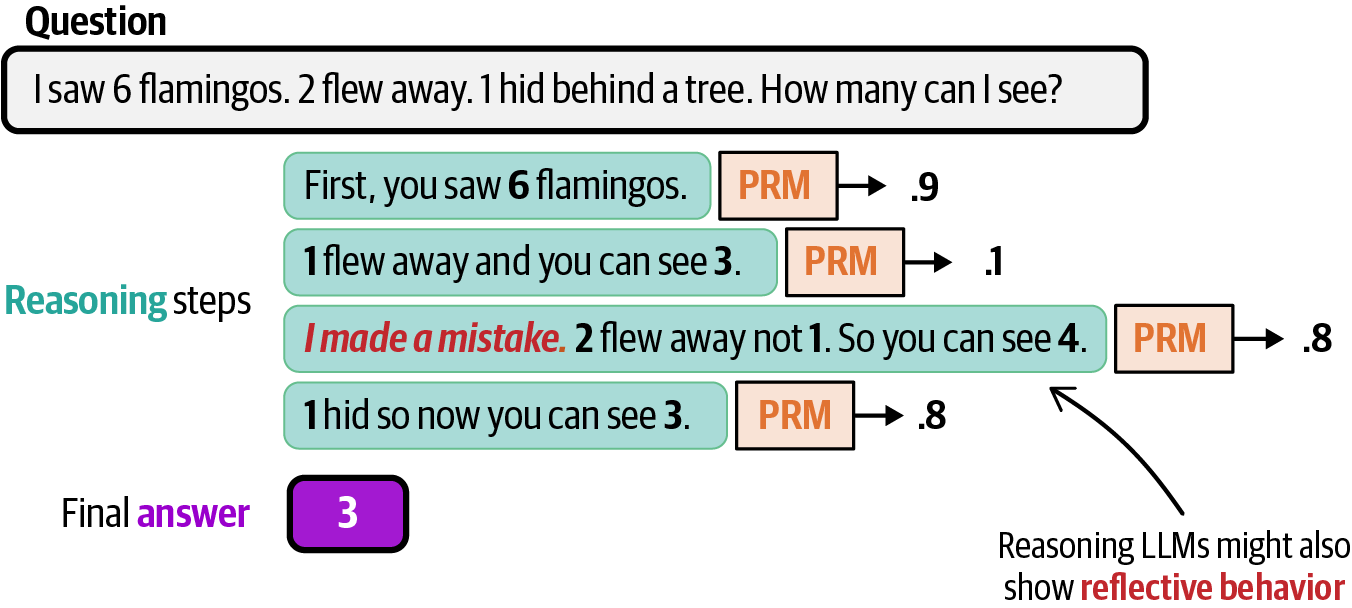 Question
I saw 6 flamingos. 2 flew away. 1 hid behind a tree. How many can I see?
First, you saw 6 flamingos. PRM .9
1 flew away and you can see 3. PRM .1
Reasoning steps
I made a mistake. 2 flew away not 1. So you can see 4. PRM .8
1 hid so now you can see 3. PRM .8
Final answer 3
Reasoning LLMs might also
show reflective behavior